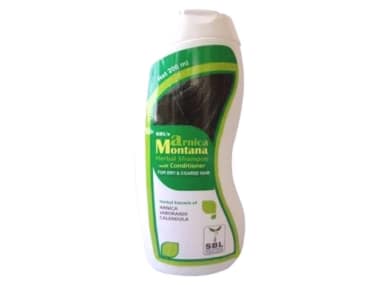 Net 200 ml
SBL's
Arnica
Montana
Herbal Shampoo
with Conditioner
FOR DRY & COARSE HAIR
Herbal Extracts of
ARNICA
JABORANDI
CALENDULA
SBL